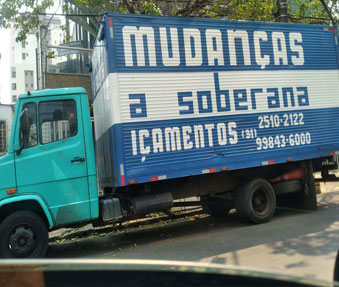 MUDANÇAS
a soberana
IÇAMENTOS (31) 2510-2122
99843-6000